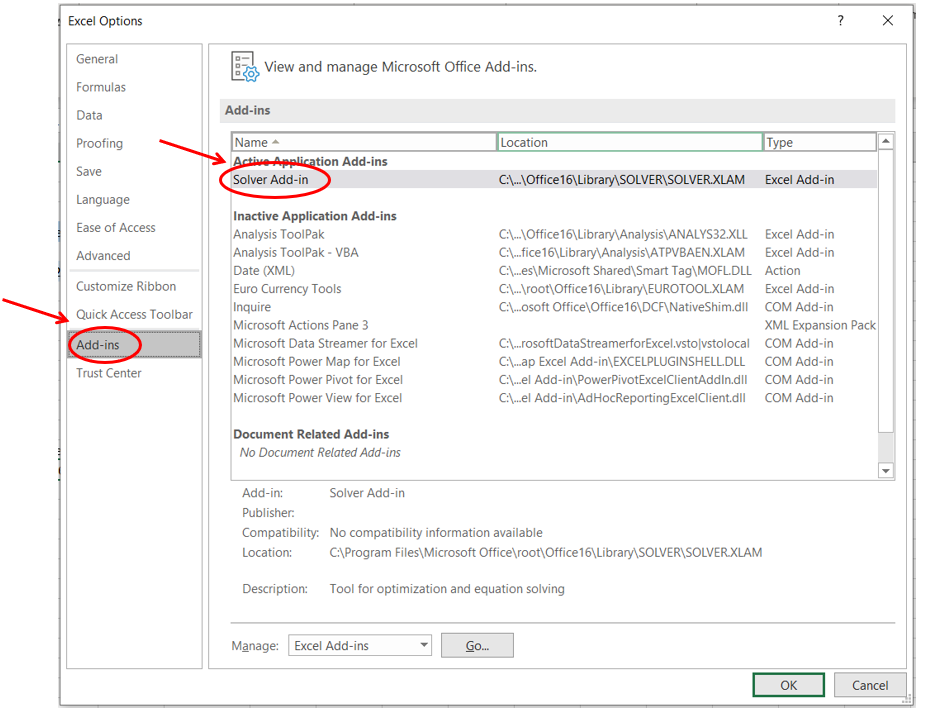 Excel Options
?
General
Formulas
Data
Proofing
Save
Language
Ease of Access
Advanced
Customize Ribbon
Quick Access Toolbar
Add-ins
Trust Center
View and manage Microsoft Office Add-ins.
Add-ins
Name Location Type
Active Application Add-ins
Solver Add-in C:\...\Office16\Library\SOLVER\SOLVER.XLAM Excel Add-in
Inactive Application Add-ins
Analysis ToolPak C:\...\Office16\Library\Analysis\ANALYS32.XLL Excel Add-in
Analysis ToolPak - VBA C:\...fice16\Library\Analysis\ATPVBAEN.XLAM Excel Add-in
Date (XML) C:\...es\Microsoft Shared\Smart Tag\MOFL.DLL Action
Euro Currency Tools C:\...\root\Office16\Library\EUROTOOL.XLAM Excel Add-in
Inquire C:\...osoft Office\Office16\DCF\NativeShim.dll COM Add-in
Microsoft Actions Pane 3 XML Expansion Pack
Microsoft Data Streamer for Excel C:\...rosoftDataStreamerforExcel.vsto|vstolocal COM Add-in
Microsoft Power Map for Excel C:\...ap Excel Add-in\EXCELPLUGINSHELL.DLL COM Add-in
Microsoft Power Pivot for Excel C:\...el Add-in\PowerPivotExcelClientAddIn.dll COM Add-in
Microsoft Power View for Excel C:\...el Add-in\AdHocReportingExcelClient.dll COM Add-in
Document Related Add-ins
No Document Related Add-ins
Add-in: Solver Add-in
Publisher:
Compatibility: No compatibility information available
Location: C:\Program Files\Microsoft Office\root\Office16\Library\SOLVER\SOLVER.XLAM
Description: Tool for optimization and equation solving
Manage: Excel Add-ins Go...
OK Cancel